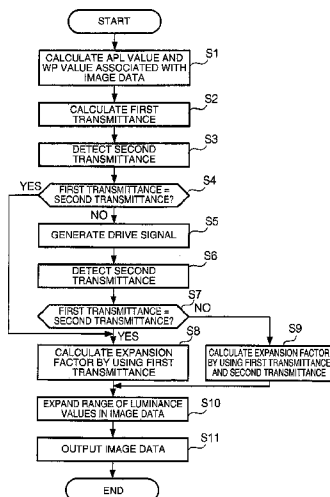 START
S1
CALCULATE APL VALUE AND
WP VALUE ASSOCIATED WITH
IMAGE DATA
S2
CALCULATE FIRST
TRANSMITTANCE
S3
DETECT SECOND
TRANSMITTANCE
S4
YES
FIRST TRANSMITTANCE =
SECOND TRANSMITTANCE?
NO
S5
GENERATE DRIVE SIGNAL
S6
DETECT SECOND
TRANSMITTANCE
S7
FIRST TRANSMITTANCE =
SECOND TRANSMITTANCE?
NO
YES
S8
CALCULATE EXPANSION
FACTOR BY USING FIRST
TRANSMITTANCE
S9
CALCULATE EXPANSION FACTOR
BY USING FIRST TRANSMITTANCE
AND SECOND TRANSMITTANCE
S10
EXPAND RANGE OF LUMINANCE
VALUES IN IMAGE DATA
S11
OUTPUT IMAGE DATA
END